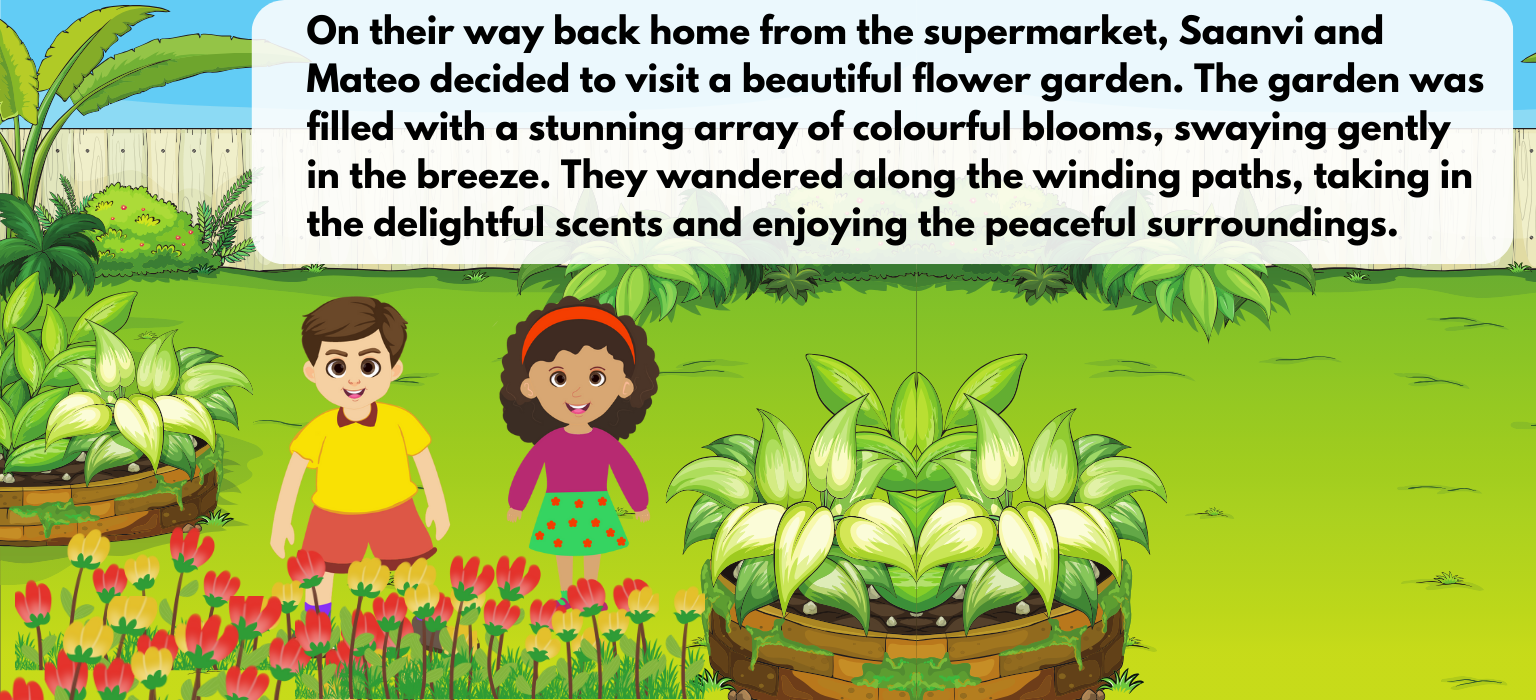 On their way back home from the supermarket, Saanvi and
Mateo decided to visit a beautiful flower garden. The garden was
filled with a stunning array of colourful blooms, swaying gently
in the breeze. They wandered along the winding paths, taking in
the delightful scents and enjoying the peaceful surroundings.